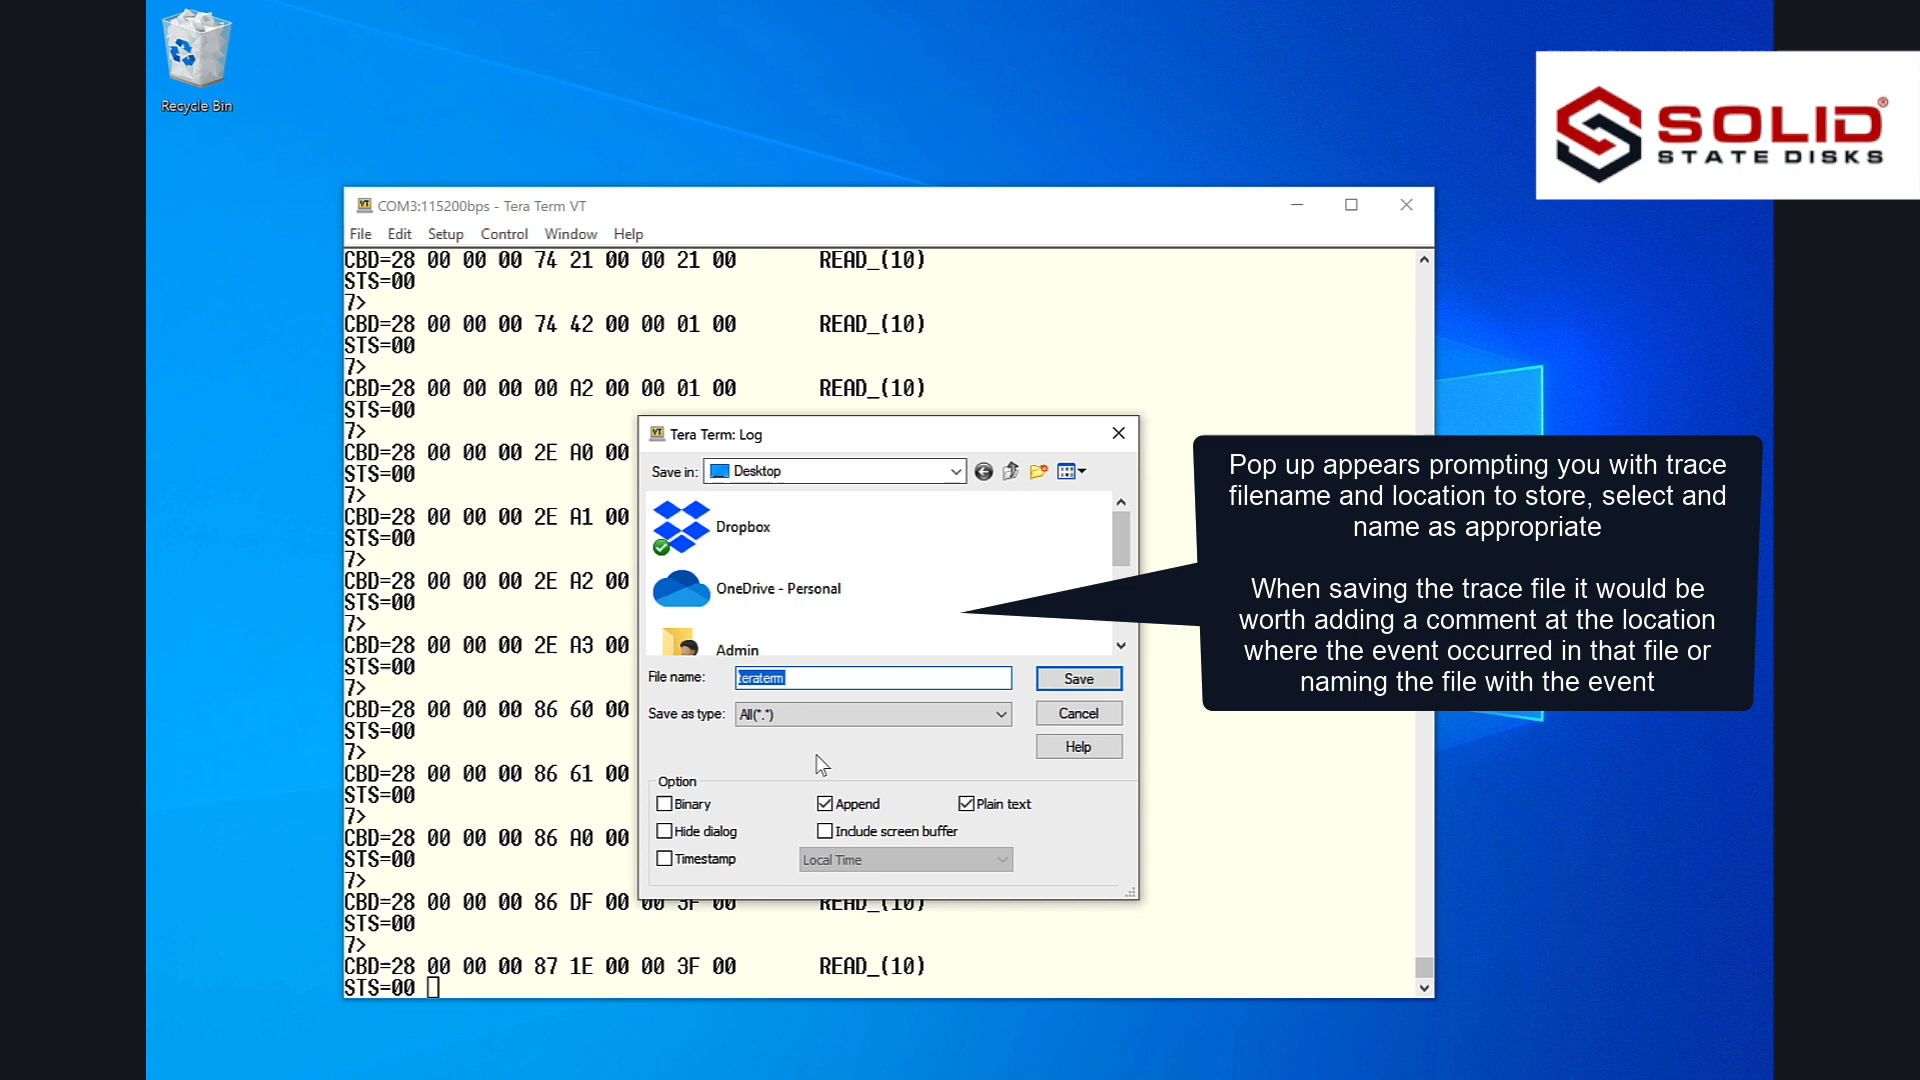 Recycle Bin
SOLID®
STATE DISKS
COM3:115200bps - Tera Term VT
File Edit Setup Control Window Help
CBD=28 00 00 00 74 21 00 00 21 00 READ_(10)
STS=00
7>
CBD=28 00 00 00 74 42 00 00 01 00 READ_(10)
STS=00
7>
CBD=28 00 00 00 00 A2 00 00 01 00 READ_(10)
STS=00
7>
CBD=28 00 00 00 2E A0 00
STS=00
7>
CBD=28 00 00 00 2E A1 00
STS=00
7>
CBD=28 00 00 00 2E A2 00
STS=00
7>
CBD=28 00 00 00 2E A3 00
STS=00
7>
CBD=28 00 00 00 86 60 00
STS=00
7>
CBD=28 00 00 00 86 61 00
STS=00
7>
CBD=28 00 00 00 86 A0 00
STS=00
7>
CBD=28 00 00 00 86 DF 00 00 3F 00 READ_(10)
STS=00
7>
CBD=28 00 00 00 87 1E 00 00 3F 00 READ_(10)
STS=00
Tera Term: Log
Save in: Desktop
Dropbox
OneDrive - Personal
Admin
File name: teraterm Save
Save as type: All(*.*) Cancel
Help
Option
Binary Append Plain text
Hide dialog Include screen buffer
Timestamp Local Time
Pop up appears prompting you with trace
filename and location to store, select and
name as appropriate
When saving the trace file it would be
worth adding a comment at the location
where the event occurred in that file or
naming the file with the event